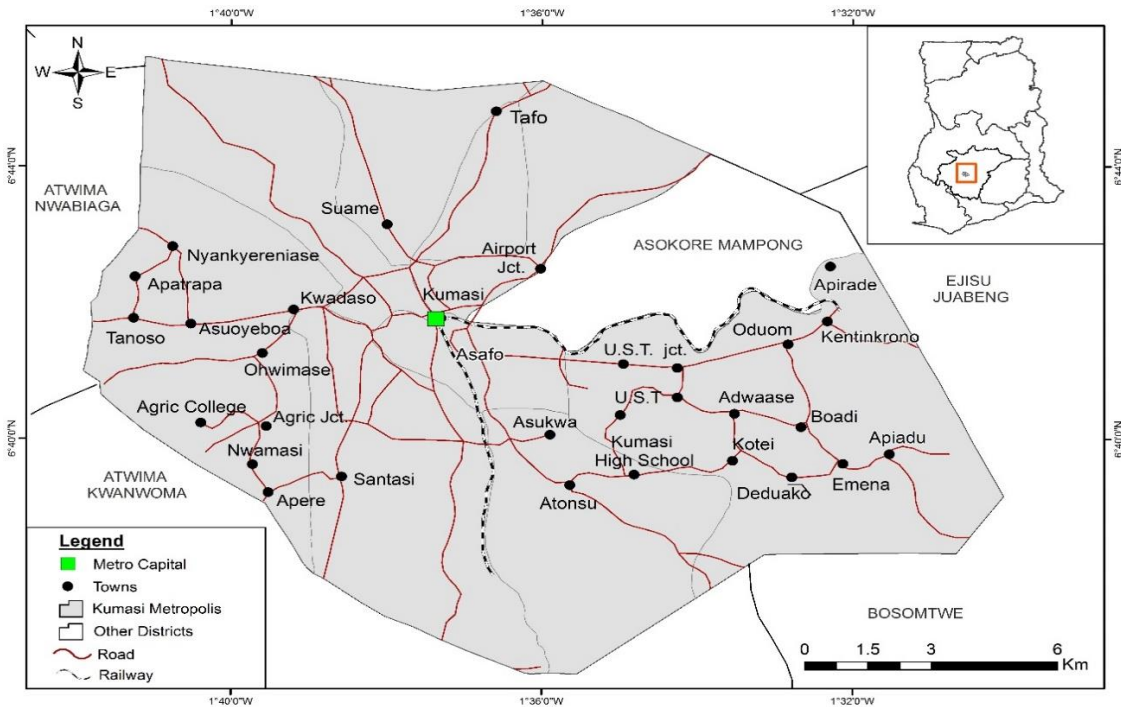 1°40'0"W
1°36'0"W
1°32'0"W
N
W
E
S
6°44'0"N
6°44'0"N
Tafo
ATWIMA
NWABIAGA
Suame
Nyankyereniase
Airport
Jct.
ASOKORE MAMPONG
EJISU
JUABENG
Apatrapa
Kwadaso
Kumasi
Apirade
Tanoso
Asuoyeboa
Oduom
Kentinkrono
Ohwimase
Asafo
U.S.T. jct.
Agric College
Agric Jct.
U.S.T
Adwaase
Boadi
Asukwa
6°40'0"N
6°40'0"N
Nwamasi
Kumasi
High School
Kotei
Apiadu
ATWIMA
KWANWOMA
Apere
Santasi
Atonsu
Deduako
Emena
Legend
Metro Capital
Towns
Kumasi Metropolis
Other Districts
Road
Railway
BOSOMTWE
0 1.5 3 6
Km
1°40'0"W
1°36'0"W
1°32'0"W